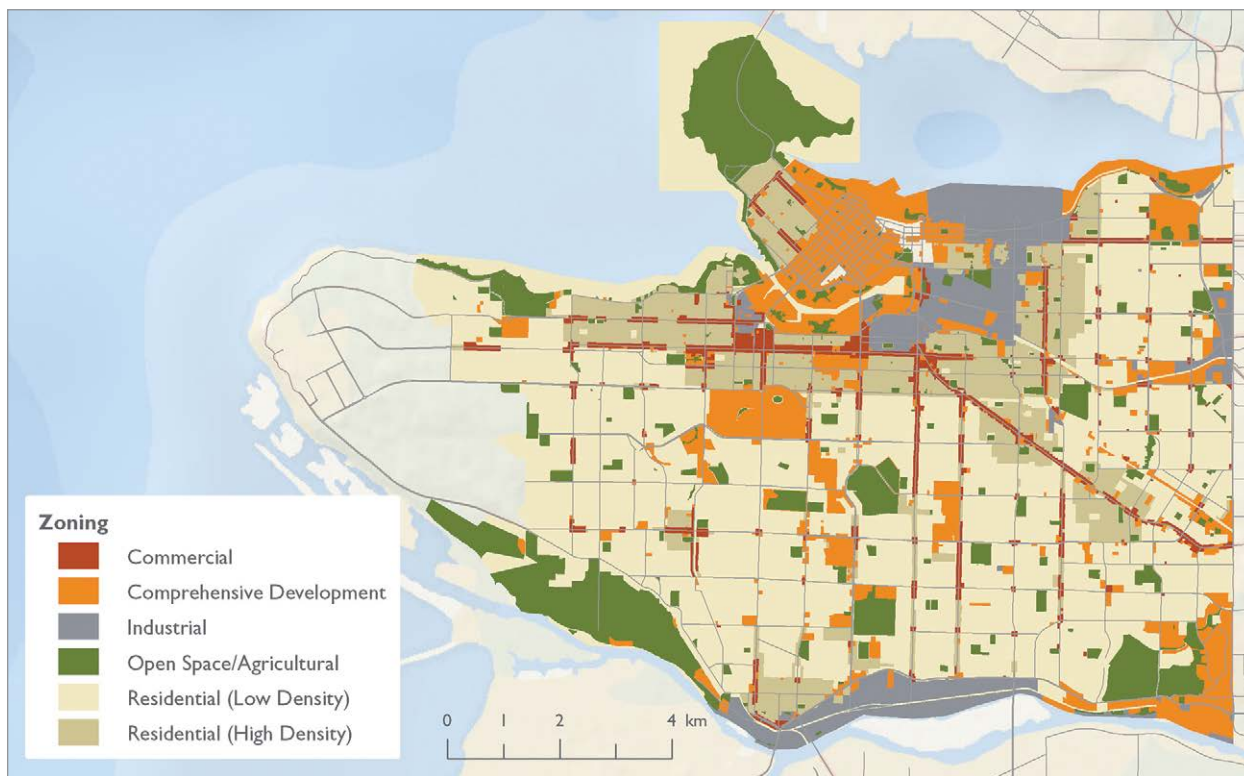 Zoning
Commercial
Comprehensive Development
Industrial
Open Space/Agricultural
Residential (Low Density)
Residential (High Density)
0 1 2 4 km